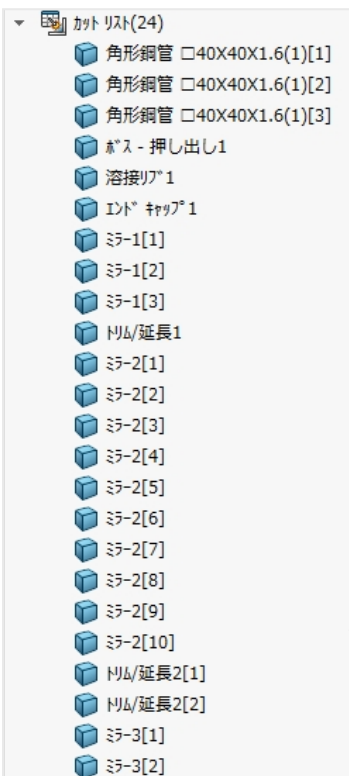 ｶｯﾄ ﾘｽﾄ(24)
角形鋼管 □40X40X1.6(1)[1]
角形鋼管 □40X40X1.6(1)[2]
角形鋼管 □40X40X1.6(1)[3]
ﾎﾞｽ - 押し出し1
溶接ﾘﾌﾞ1
ｴﾝﾄﾞ ｷｬｯﾌﾟ1
ﾐﾗｰ1[1]
ﾐﾗｰ1[2]
ﾐﾗｰ1[3]
ﾄﾘﾑ/延長1
ﾐﾗｰ2[1]
ﾐﾗｰ2[2]
ﾐﾗｰ2[3]
ﾐﾗｰ2[4]
ﾐﾗｰ2[5]
ﾐﾗｰ2[6]
ﾐﾗｰ2[7]
ﾐﾗｰ2[8]
ﾐﾗｰ2[9]
ﾐﾗｰ2[10]
ﾄﾘﾑ/延長2[1]
ﾄﾘﾑ/延長2[2]
ﾐﾗｰ3[1]
ﾐﾗｰ3[2]